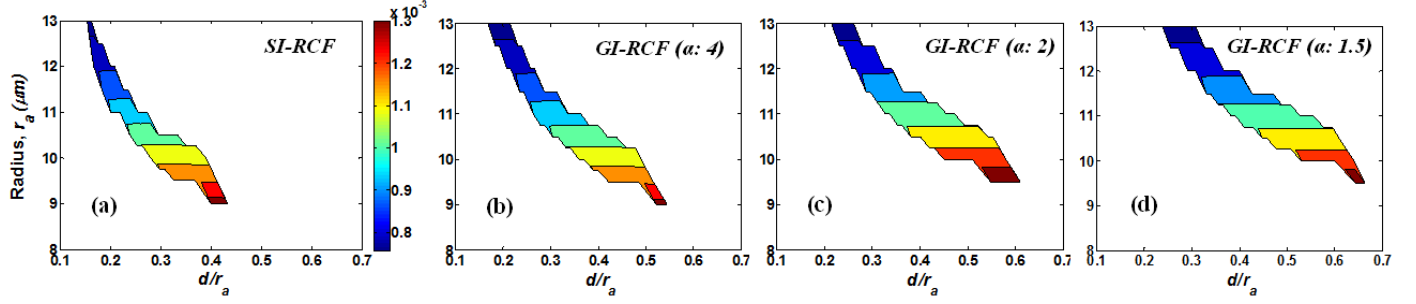 x 10⁻³
SI-RCF
GI-RCF (α: 4)
GI-RCF (α: 2)
GI-RCF (α: 1.5)
Radius, rₐ (μm)
13
12
11
10
9
8
1.3
1.2
1.1
1
0.9
0.8
13
12
11
10
9
8
13
12
11
10
9
8
13
12
11
10
9
8
(a)
(b)
(c)
(d)
0.1 0.2 0.3 0.4 0.5 0.6 0.7
0.1 0.2 0.3 0.4 0.5 0.6 0.7
0.1 0.2 0.3 0.4 0.5 0.6 0.7
0.1 0.2 0.3 0.4 0.5 0.6 0.7
d/rₐ
d/rₐ
d/rₐ
d/rₐ